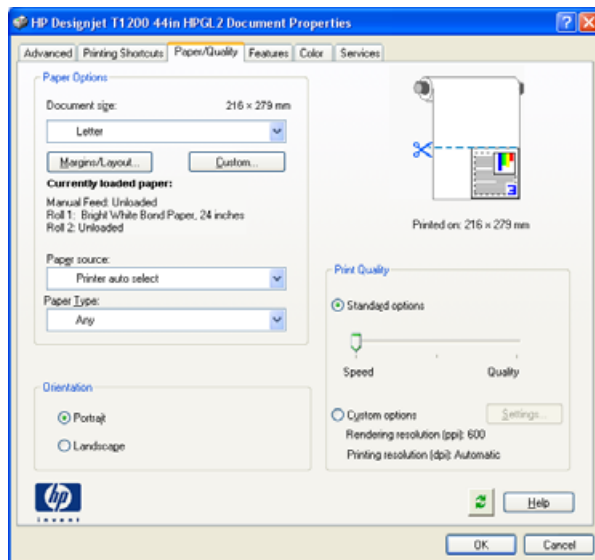 HP Designjet T1200 44in HPGL2 Document Properties
Advanced Printing Shortcuts Paper/Quality Features Color Services
Paper Options
Document size: 216 × 279 mm
Letter
Margins/Layout... Custom...
Currently loaded paper:
Manual Feed: Unloaded
Roll 1: Bright White Bond Paper, 24 inches
Roll 2: Unloaded
Paper source:
Printer auto select
Paper Type:
Any
Orientation
Portrait
Landscape
3
Printed on: 216 × 279 mm
Print Quality
Standard options
Speed Quality
Custom options Settings...
Rendering resolution (ppi): 600
Printing resolution (dpi): Automatic
hp
invent
Help
OK Cancel